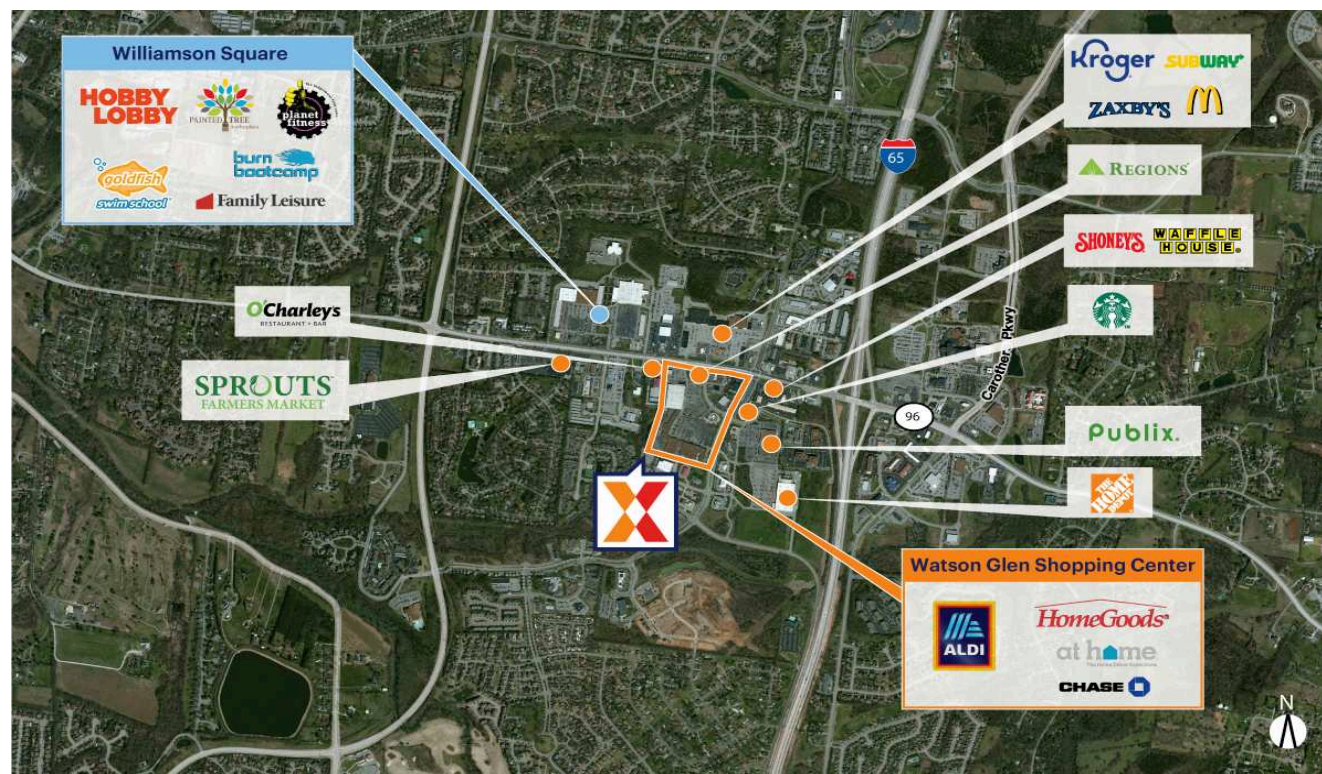 Williamson Square
HOBBY
LOBBY
PAINTED TREE
planet
fitness
goldfish
swim school
burn
bootcamp
Family Leisure
O'Charley's
RESTAURANT + BAR
SPROUTS
FARMERS MARKET
Kroger
SUBWAY
ZAXBY'S
M
REGIONS
65
SHONEY'S
WAFFLE
HOUSE
Carothers Pkwy
96
Publix.
THE
HOME
DEPOT
Watson Glen Shopping Center
ALDI
HomeGoods
at home
CHASE
N